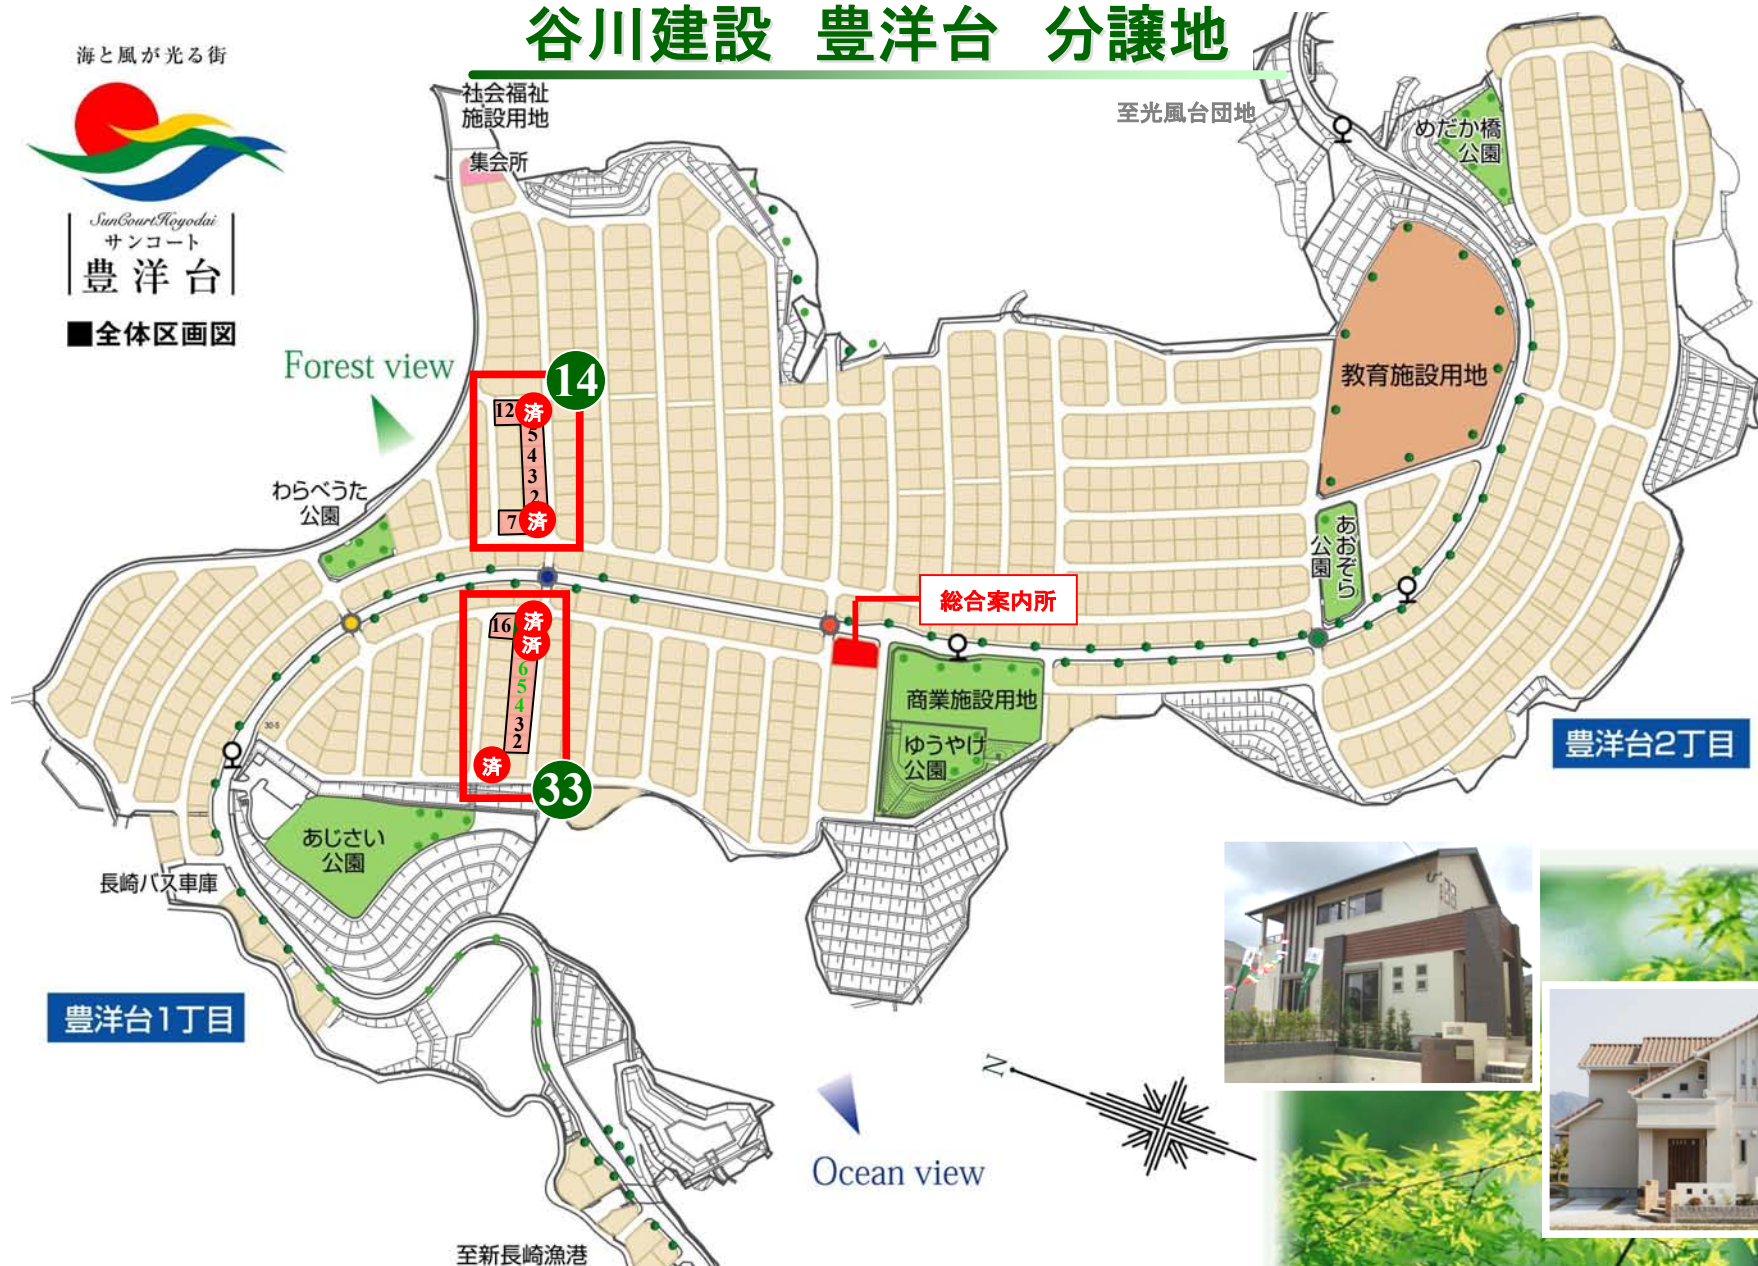 谷川建設 豊洋台 分譲地
海と風が光る街
SunCourtHoyodai
サンコート
豊洋台
■全体区画図
社会福祉
施設用地
集会所
至光風台団地
めだか橋
公園
教育施設用地
Forest view
14
12
済
5
4
3
2
7
済
わらべうた
公園
あおぞら
公園
総合案内所
16
済
済
6
5
4
3
2
済
33
30-5
商業施設用地
ゆうやけ
公園
豊洋台2丁目
あじさい
公園
長崎バス車庫
豊洋台1丁目
N
Ocean view
至新長崎漁港